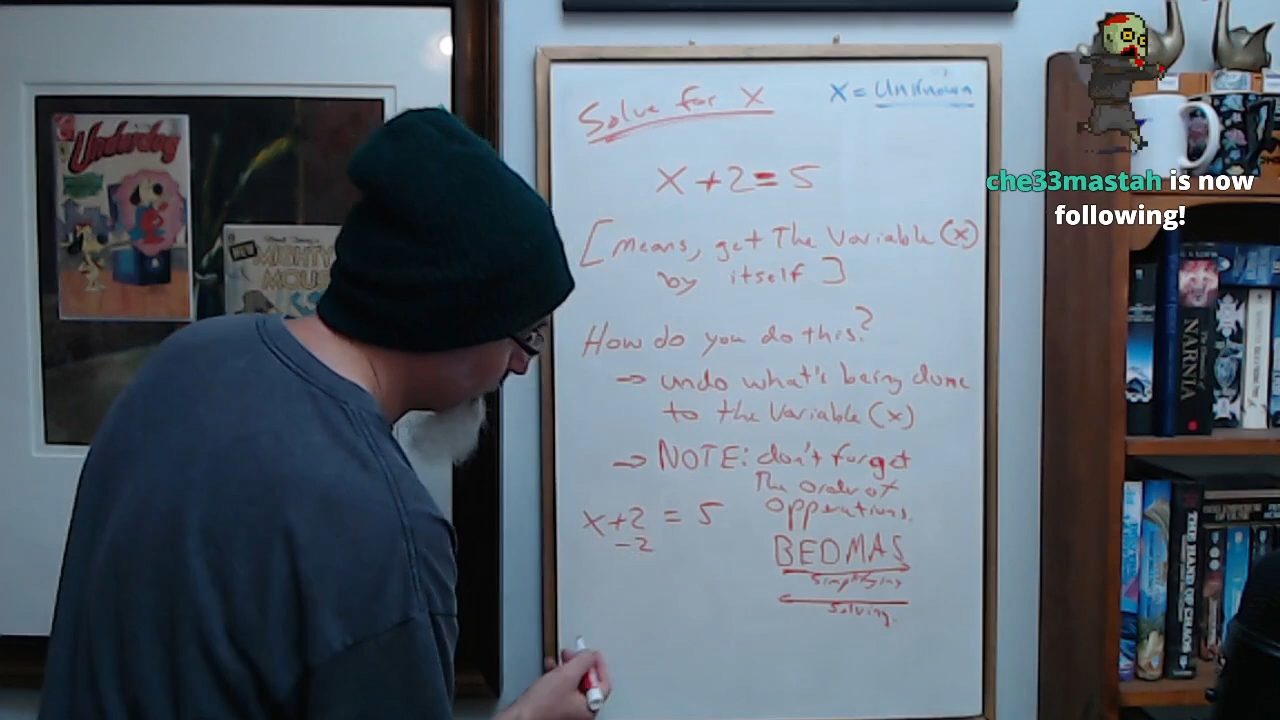 Underdog
NEW
MIGHTY
MOUSE
Solve for X
X = Unknown
X + 2 = 5
[means, get The Variable (x)
by itself]
How do you do this?
→ undo what's being done
to the Variable (x)
→ NOTE: don't forget
The order of
opperations.
x+2 = 5
-2
BEDMAS
Simplifying
Solving.
che33mastah is now
following!
NARNIA